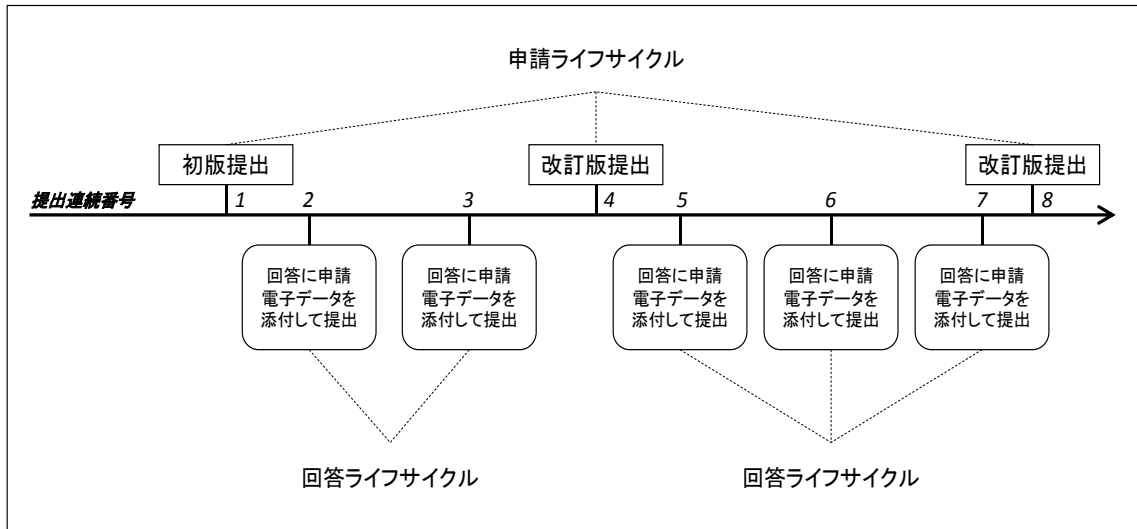 申請ライフサイクル
初版提出
改訂版提出
改訂版提出
提出連続番号
1
2
3
4
5
6
7
8
回答に申請
電子データを
添付して提出
回答に申請
電子データを
添付して提出
回答に申請
電子データを
添付して提出
回答に申請
電子データを
添付して提出
回答に申請
電子データを
添付して提出
回答ライフサイクル
回答ライフサイクル